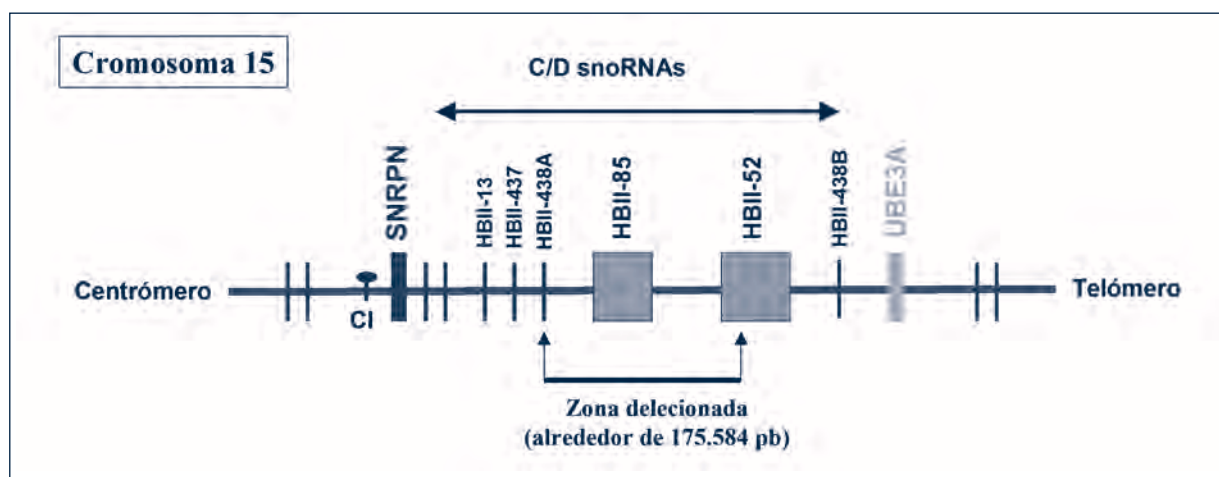 Cromosoma 15
C/D snoRNAs
SNRPN
HBII-13
HBII-437
HBII-438A
HBII-85
HBII-52
HBII-438B
UBE3A
Centrómero
CI
Telómero
Zona delecionada
(alrededor de 175.584 pb)